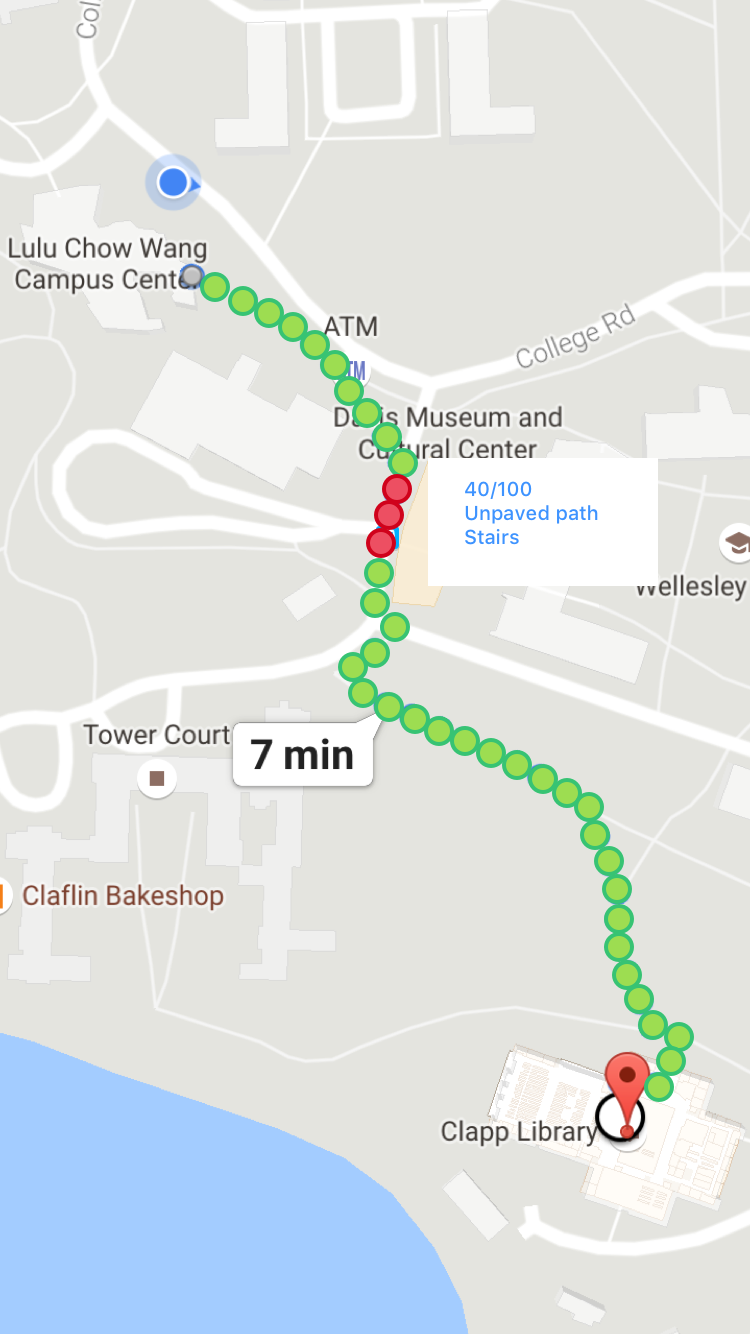 Col
Lulu Chow Wang
Campus Center
ATM
College Rd
Davis Museum and
Cultural Center
40/100
Unpaved path
Stairs
Wellesley
Tower Court
7 min
Claflin Bakeshop
Clapp Library